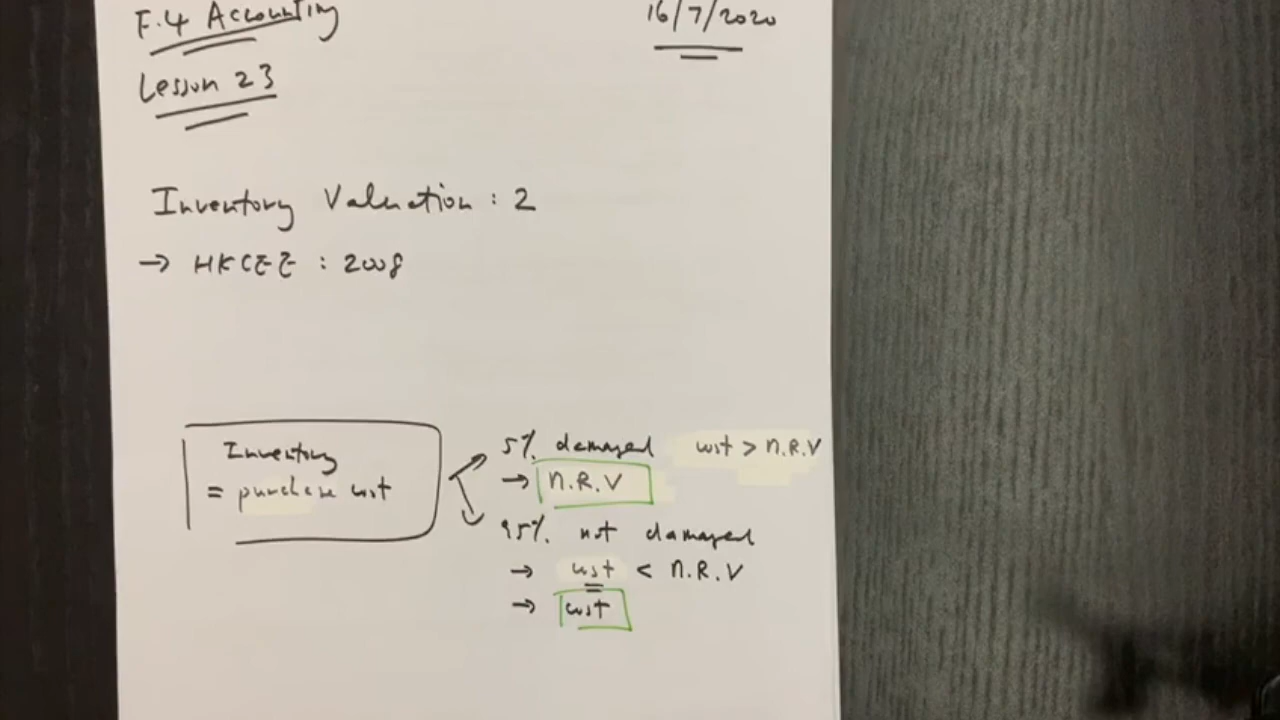 F.4 Accounting
16/7/2020
Lesson 23
Inventory Valuation : 2
→ HKCEE : 2008
Inventory
= purchase cost
5% damaged cost > N.R.V
→ N.R.V
95% not damaged
→ cost < N.R.V
→ cost